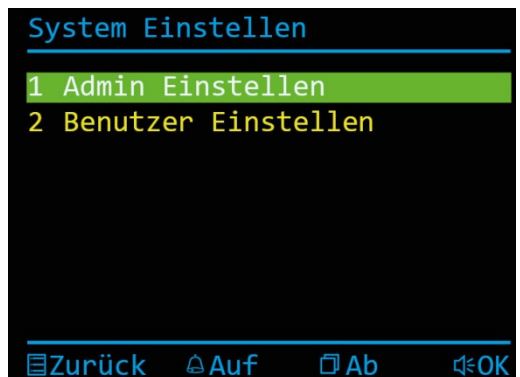 System Einstellen
1 Admin Einstellen
2 Benutzer Einstellen
Zurück Auf Ab OK